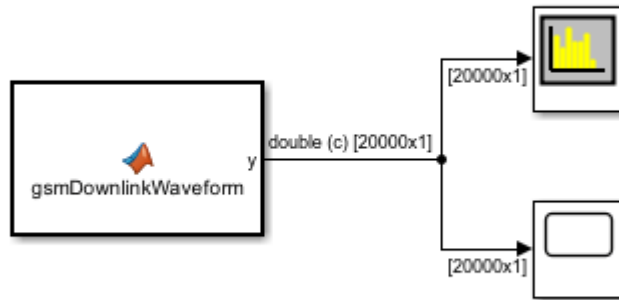 [20000x1]
double (c) [20000x1]
y
gsmDownlinkWaveform
[20000x1]